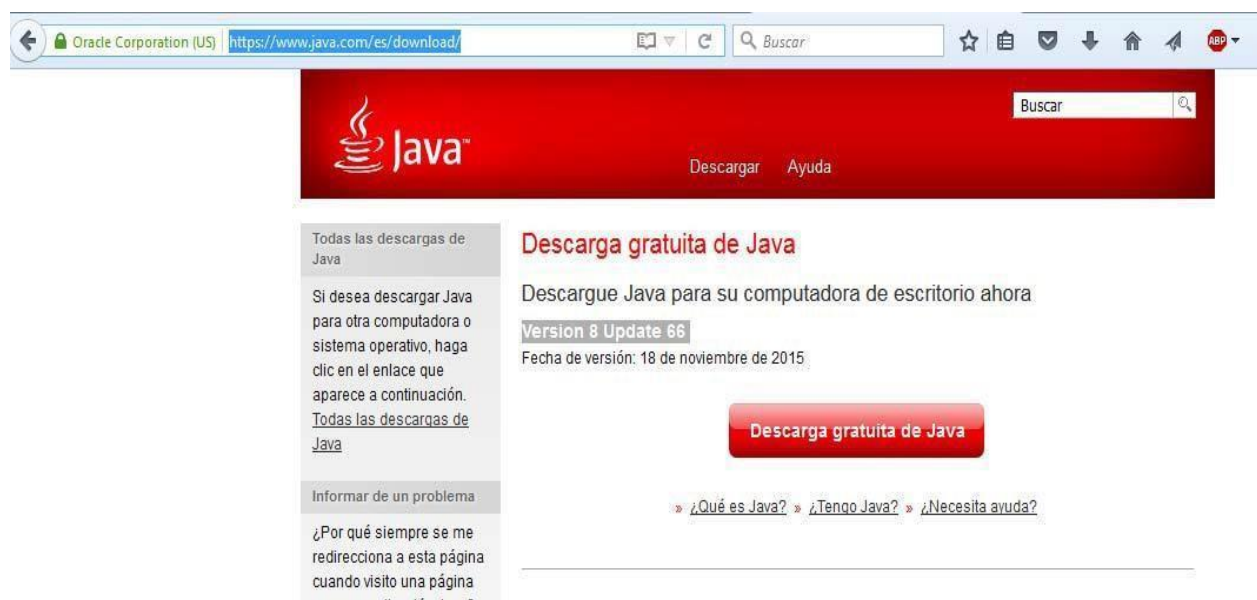 Oracle Corporation (US) https://www.java.com/es/download/
Buscar
ABP
Buscar
Java™
Descargar Ayuda
Todas las descargas de
Java
Si desea descargar Java
para otra computadora o
sistema operativo, haga
clic en el enlace que
aparece a continuación.
Todas las descargas de
Java
Informar de un problema
¿Por qué siempre se me
redirecciona a esta página
cuando visito una página
Descarga gratuita de Java
Descargue Java para su computadora de escritorio ahora
Version 8 Update 66
Fecha de versión: 18 de noviembre de 2015
Descarga gratuita de Java
» ¿Qué es Java? » ¿Tengo Java? » ¿Necesita ayuda?